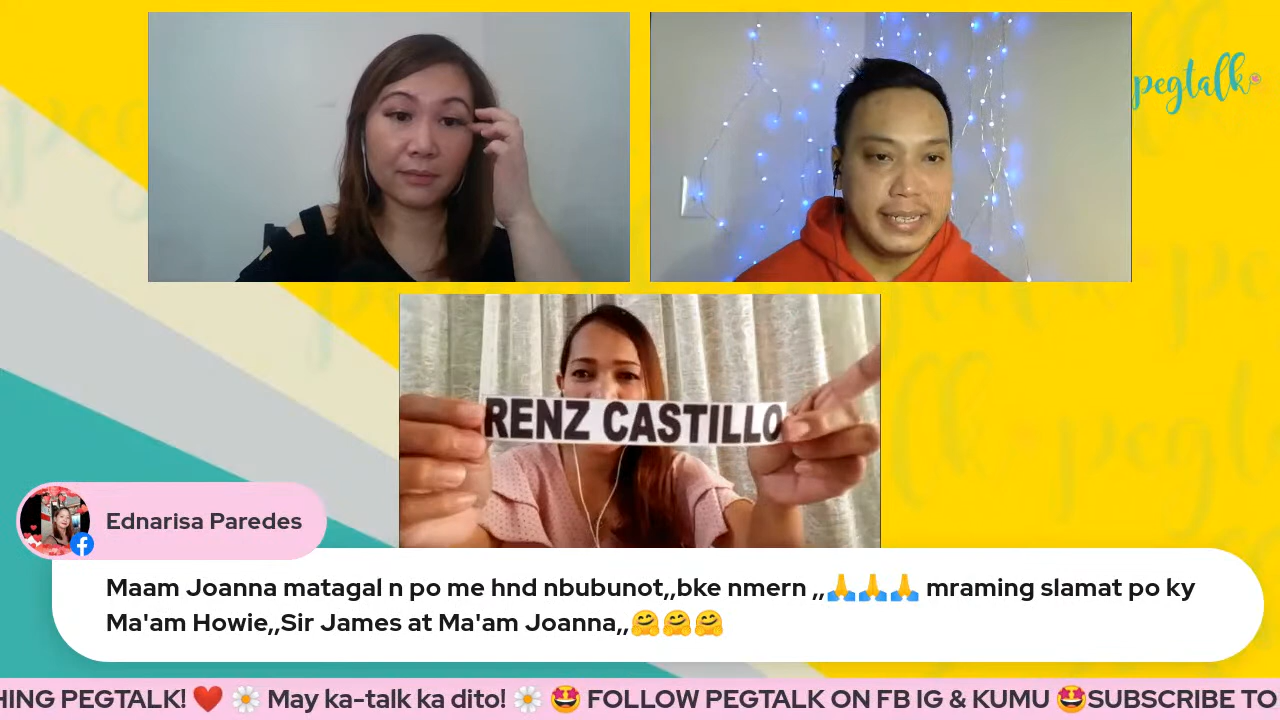 pegtalk
RENZ CASTILLO
Ednarisa Paredes
Maam Joanna matagal n po me hnd nbubunot,,bke nmern ,,🙏🙏🙏 mraming slamat po ky
Ma'am Howie,,Sir James at Ma'am Joanna,,🤗🤗🤗
HING PEGTALK! ❤️ 🌼 May ka-talk ka dito! 🌼 🤩 FOLLOW PEGTALK ON FB IG & KUMU 🤩SUBSCRIBE TO